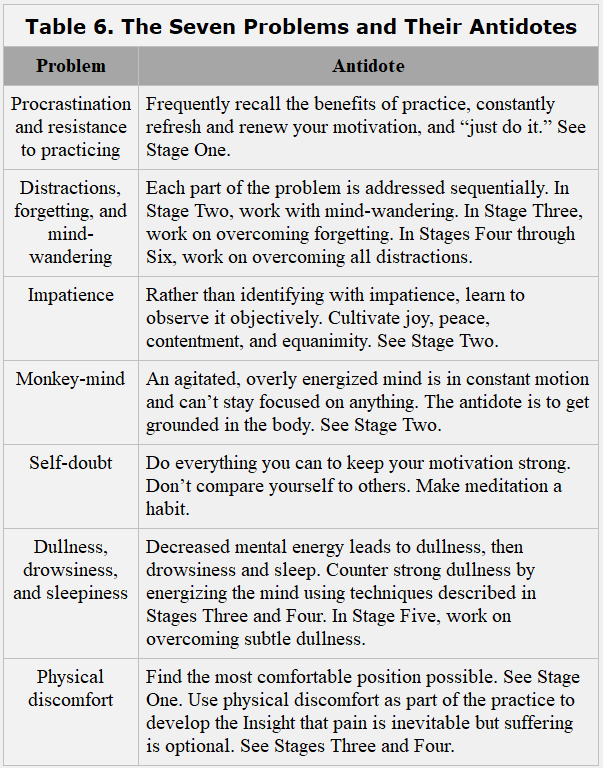 Table 6. The Seven Problems and Their Antidotes
Problem
Antidote
Procrastination
and resistance
to practicing
Frequently recall the benefits of practice, constantly
refresh and renew your motivation, and “just do it.” See
Stage One.
Distractions,
forgetting, and
mind-
wandering
Each part of the problem is addressed sequentially. In
Stage Two, work with mind-wandering. In Stage Three,
work on overcoming forgetting. In Stages Four through
Six, work on overcoming all distractions.
Impatience
Rather than identifying with impatience, learn to
observe it objectively. Cultivate joy, peace,
contentment, and equanimity. See Stage Two.
Monkey-mind
An agitated, overly energized mind is in constant motion
and can’t stay focused on anything. The antidote is to get
grounded in the body. See Stage Two.
Self-doubt
Do everything you can to keep your motivation strong.
Don’t compare yourself to others. Make meditation a
habit.
Dullness,
drowsiness,
and sleepiness
Decreased mental energy leads to dullness, then
drowsiness and sleep. Counter strong dullness by
energizing the mind using techniques described in
Stages Three and Four. In Stage Five, work on
overcoming subtle dullness.
Physical
discomfort
Find the most comfortable position possible. See Stage
One. Use physical discomfort as part of the practice to
develop the Insight that pain is inevitable but suffering
is optional. See Stages Three and Four.